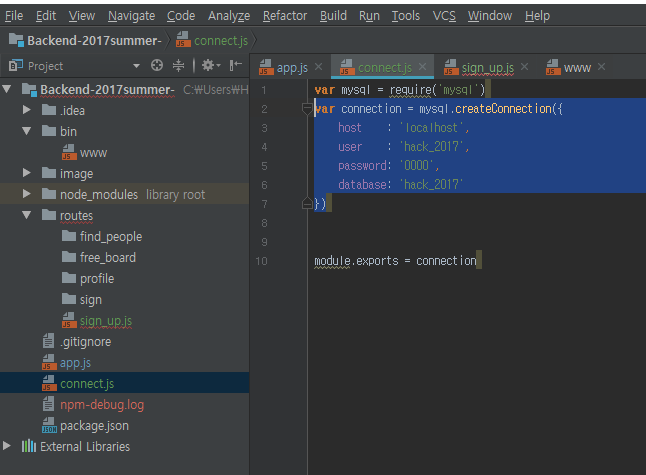 File Edit View Navigate Code Analyze Refactor Build Run Tools VCS Window Help
Backend-2017summer- connect.js
Project
app.js connect.js sign_up.js www
Backend-2017summer- C:₩Users₩H
.idea
bin
www
image
node_modules library root
routes
find_people
free_board
profile
sign
sign_up.js
.gitignore
app.js
connect.js
npm-debug.log
package.json
External Libraries
1 var mysql = require('mysql')
2 var connection = mysql.createConnection({
3 host : 'localhost',
4 user : 'hack_2017',
5 password: '0000',
6 database: 'hack_2017'
7 })
8
9
10 module.exports = connection